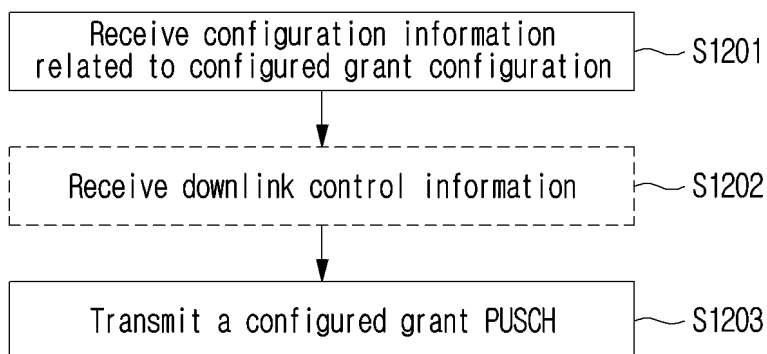 Receive configuration information
related to configured grant configuration
S1201
Receive downlink control information
S1202
Transmit a configured grant PUSCH
S1203